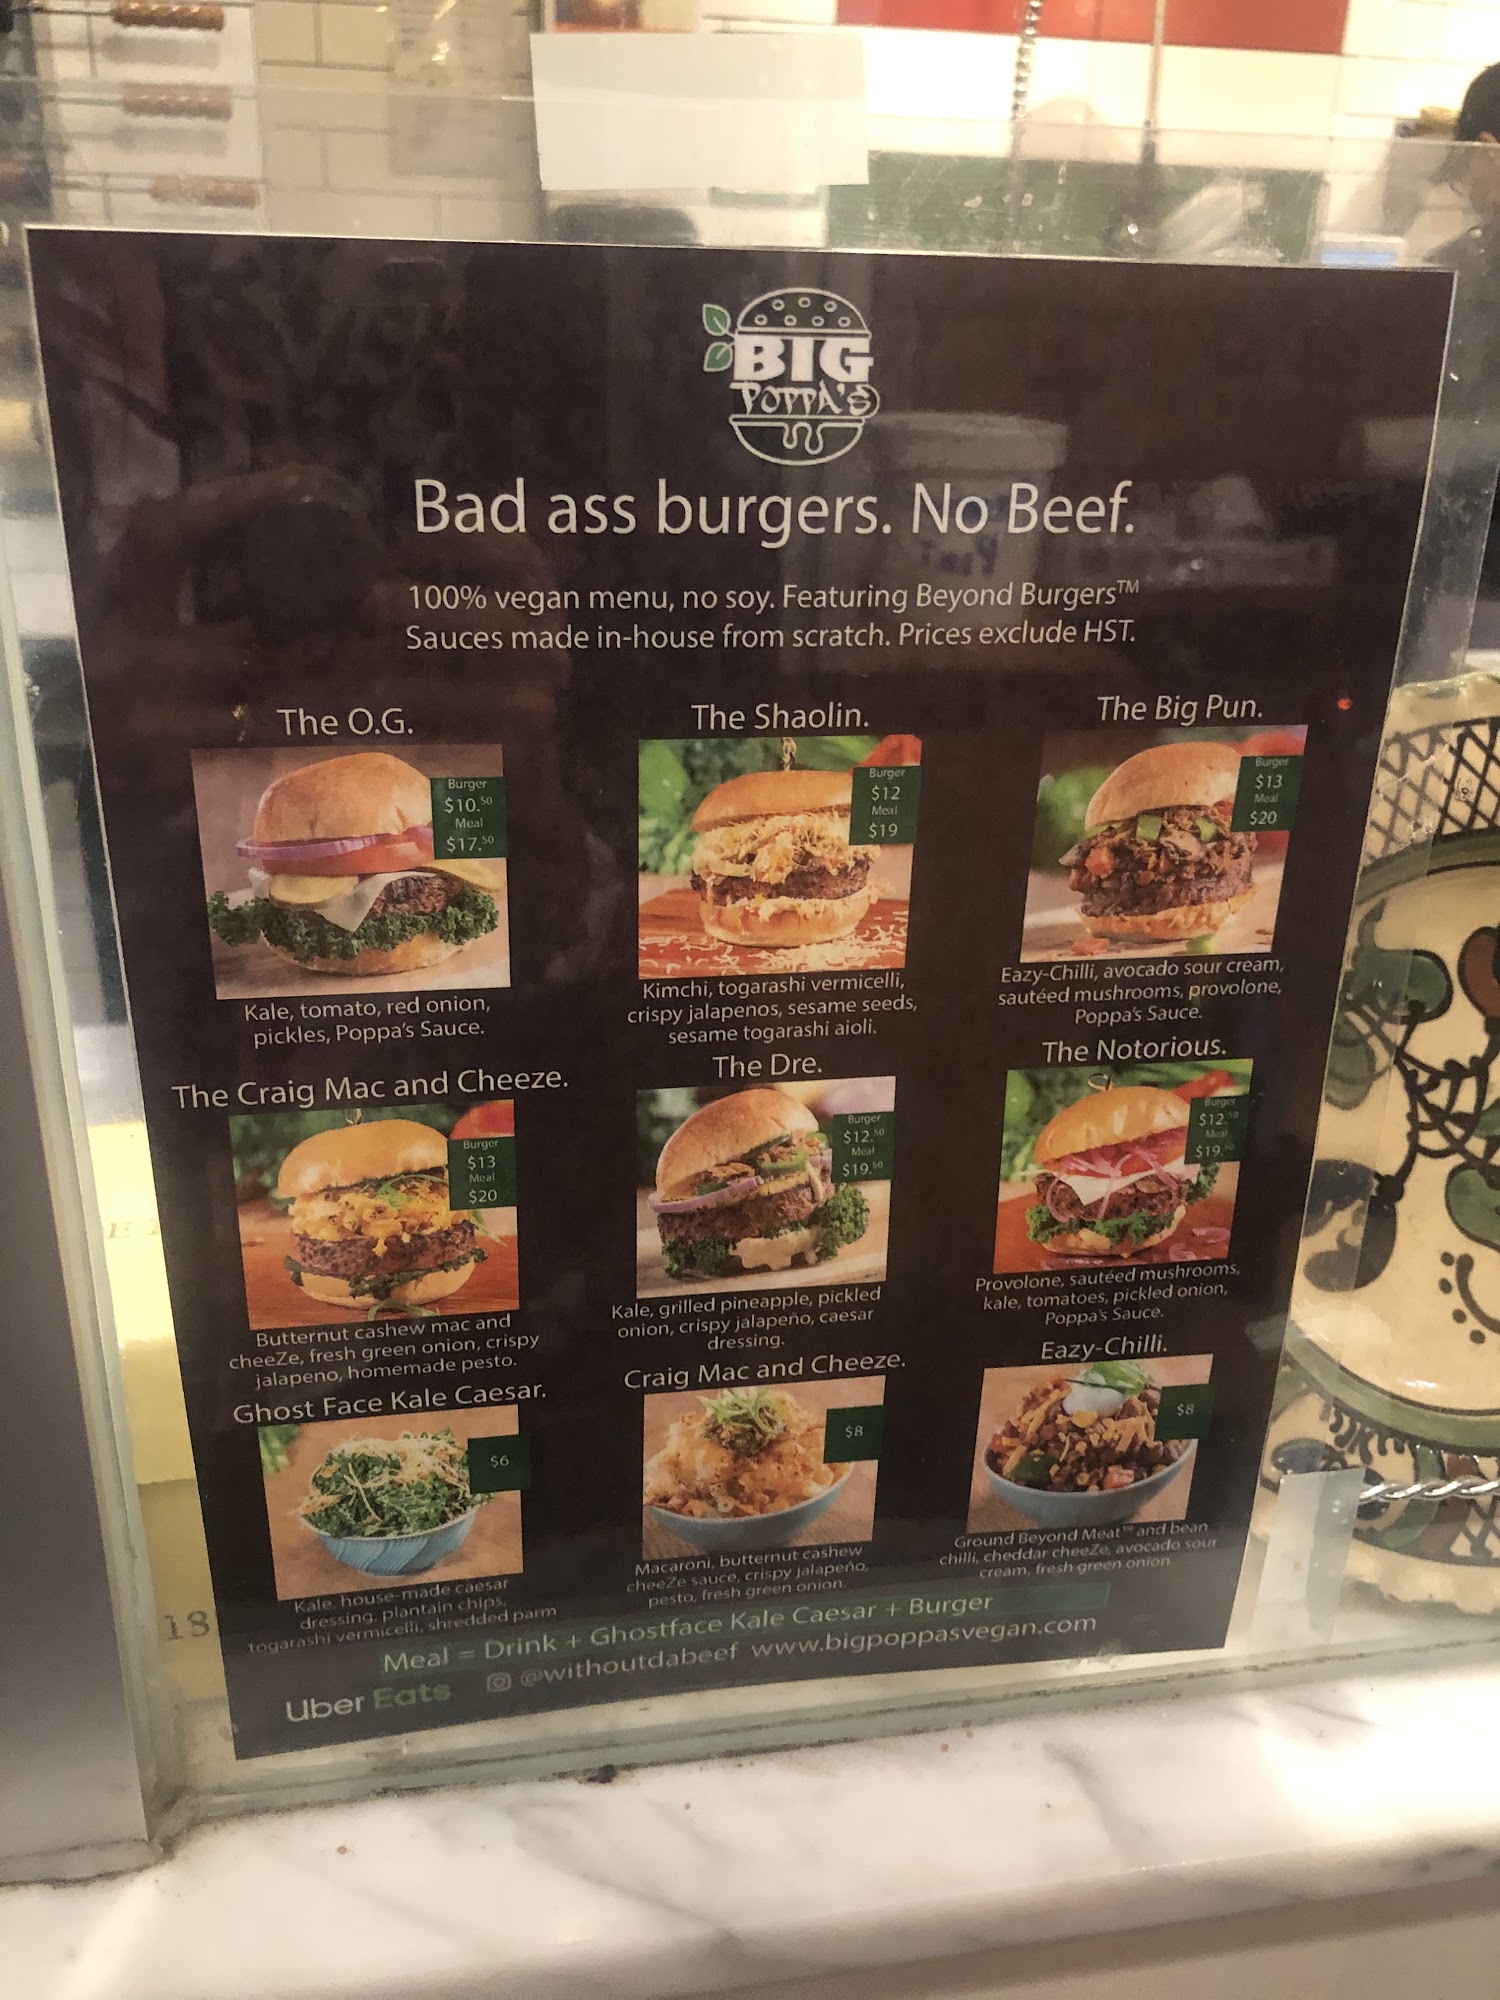 BIG
POPPA'S
Bad ass burgers. No Beef.
100% vegan menu, no soy. Featuring Beyond Burgers™
Sauces made in-house from scratch. Prices exclude HST.
The O.G.
Burger
$10.50
Meal
$17.50
Kale, tomato, red onion,
pickles, Poppa's Sauce.
The Shaolin.
Burger
$12
Meal
$19
Kimchi, togarashi vermicelli,
crispy jalapenos, sesame seeds,
sesame togarashi aioli.
The Big Pun.
Burger
$13
Meal
$20
Eazy-Chilli, avocado sour cream,
sautéed mushrooms, provolone,
Poppa's Sauce.
The Craig Mac and Cheeze.
Burger
$13
Meal
$20
Butternut cashew mac and
cheeZe, fresh green onion, crispy
jalapeno, homemade pesto.
The Dre.
Burger
$12.50
Meal
$19.50
Kale, grilled pineapple, pickled
onion, crispy jalapeño, caesar
dressing.
The Notorious.
Burger
$12.50
Meal
$19.50
Provolone, sautéed mushrooms,
kale, tomatoes, pickled onion,
Poppa's Sauce.
Ghost Face Kale Caesar.
$6
Kale, house-made caesar
dressing, plantain chips,
togarashi vermicelli, shredded parm
Craig Mac and Cheeze.
$8
Macaroni, butternut cashew
cheeZe sauce, crispy jalapeño,
pesto, fresh green onion.
Eazy-Chilli.
$8
Ground Beyond Meat™ and bean
chilli, cheddar cheeZe, avocado sour
cream, fresh green onion.
Meal = Drink + Ghostface Kale Caesar + Burger
@withoutdabeef www.bigpoppasvegan.com
Uber Eats
18